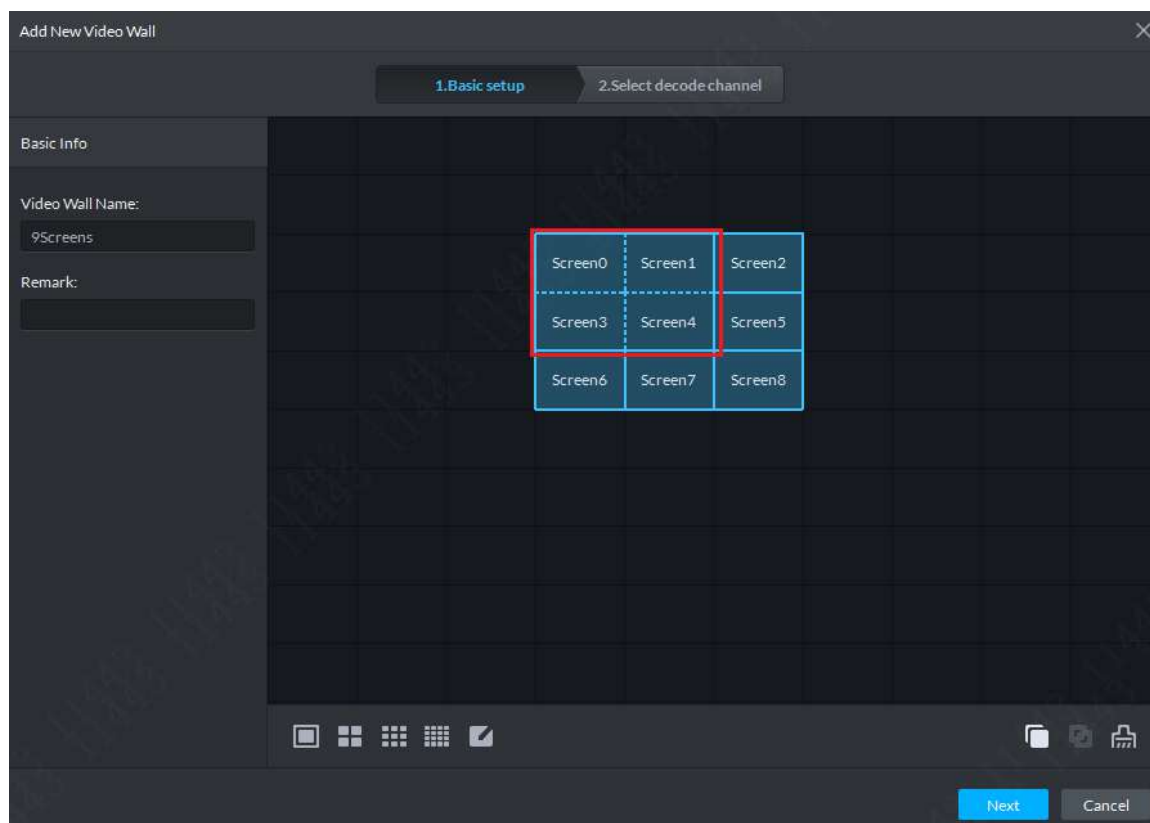 Add New Video Wall
1.Basic setup
2.Select decode channel
Basic Info
Video Wall Name:
9Screens
Remark:
Screen0 Screen1 Screen2
Screen3 Screen4 Screen5
Screen6 Screen7 Screen8
Next Cancel